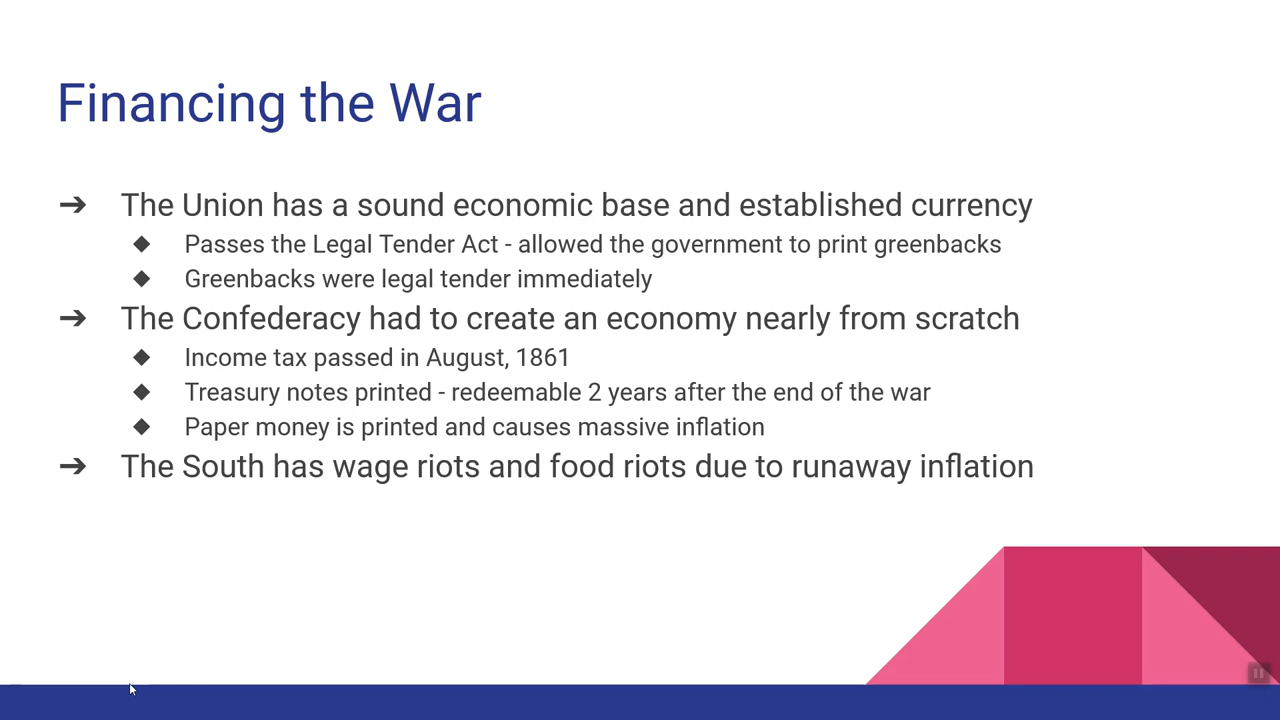 Financing the War
➔ The Union has a sound economic base and established currency
◆ Passes the Legal Tender Act - allowed the government to print greenbacks
◆ Greenbacks were legal tender immediately
➔ The Confederacy had to create an economy nearly from scratch
◆ Income tax passed in August, 1861
◆ Treasury notes printed - redeemable 2 years after the end of the war
◆ Paper money is printed and causes massive inflation
➔ The South has wage riots and food riots due to runaway inflation